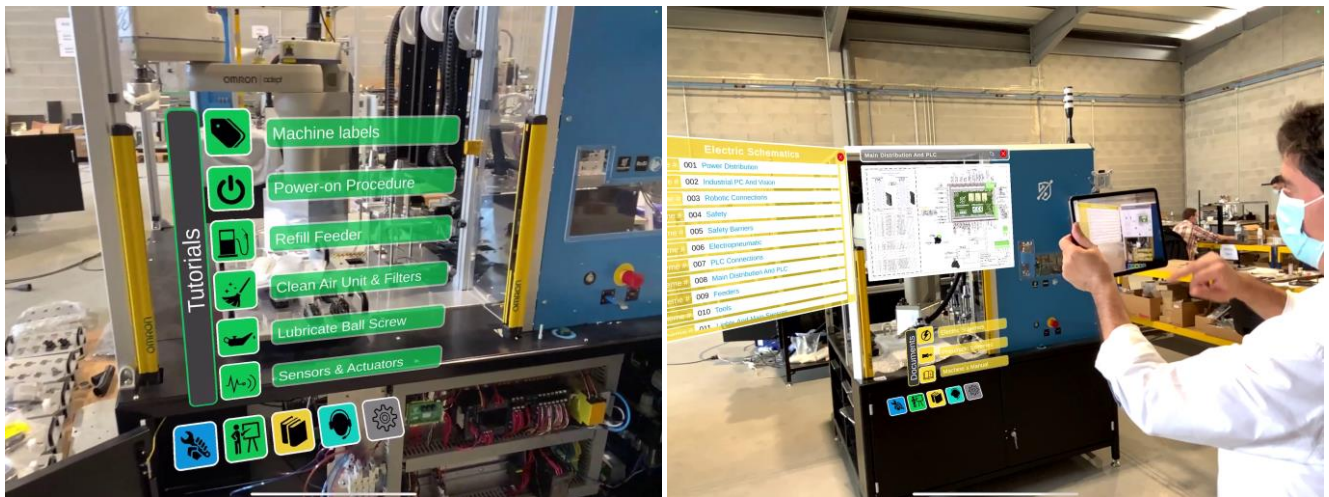 OMRON adept
Machine labels
Power-on Procedure
Refill Feeder
Clean Air Unit & Filters
Lubricate Ball Screw
Sensors & Actuators
Tutorials
OMRON
OMRON
Electric Schematics
001 Power Distribution
002 Industrial PC And Vision
003 Robotic Connections
004 Safety
005 Safety Barriers
006 Electropneumatic
007 PLC Connections
008 Main Distribution And PLC
009 Feeders
010 Tools
Main Distribution And PLC
Documents
Machine's Manual